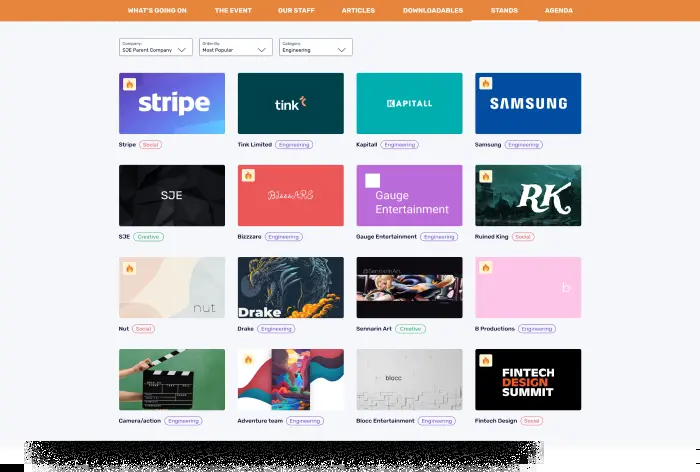 WHAT'S GOING ON THE EVENT OUR STAFF ARTICLES DOWNLOADABLES STANDS AGENDA
Company: Order By: Category:
SJE Parent Company Most Popular Engineering
stripe tink KAPITALL SAMSUNG
Stripe Social Tink Limited Engineering Kapitall Engineering Samsung Engineering
SJE BizzzARE Gauge Entertainment RK
SJE Creative Bizzzare Engineering Gauge Entertainment Engineering Ruined King Social
nut Drake @SennarinArt b
Nut Social Drake Engineering Sennarin Art Creative B Productions Engineering
blocc FINTECH DESIGN SUMMIT
Camera/action Engineering Adventure team Engineering Blocc Entertainment Engineering Fintech Design Social